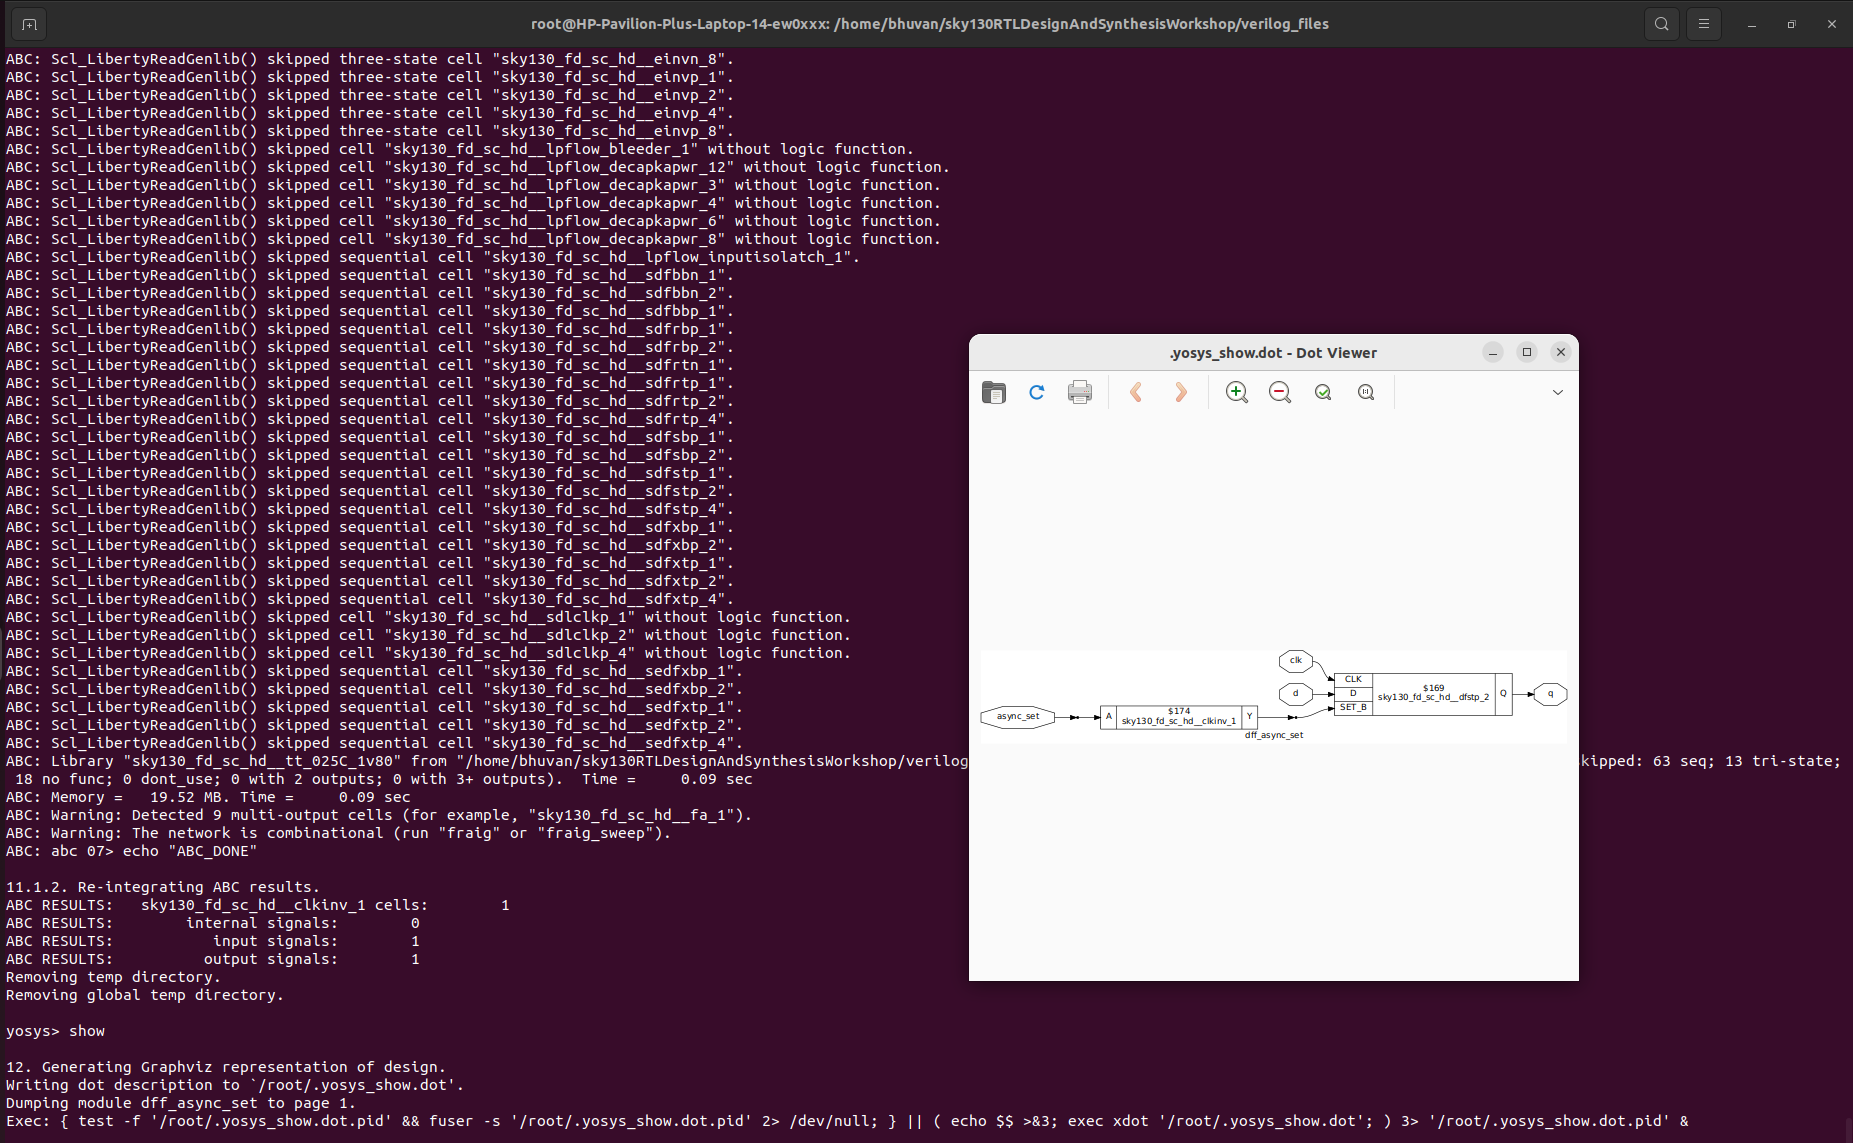 root@HP-Pavilion-Plus-Laptop-14-ew0xxx: /home/bhuvan/sky130RTLDesignAndSynthesisWorkshop/verilog_files
ABC: Scl_LibertyReadGenlib() skipped three-state cell "sky130_fd_sc_hd__einvn_8".
ABC: Scl_LibertyReadGenlib() skipped three-state cell "sky130_fd_sc_hd__einvp_1".
ABC: Scl_LibertyReadGenlib() skipped three-state cell "sky130_fd_sc_hd__einvp_2".
ABC: Scl_LibertyReadGenlib() skipped three-state cell "sky130_fd_sc_hd__einvp_4".
ABC: Scl_LibertyReadGenlib() skipped three-state cell "sky130_fd_sc_hd__einvp_8".
ABC: Scl_LibertyReadGenlib() skipped cell "sky130_fd_sc_hd__lpflow_bleeder_1" without logic function.
ABC: Scl_LibertyReadGenlib() skipped cell "sky130_fd_sc_hd__lpflow_decapkapwr_12" without logic function.
ABC: Scl_LibertyReadGenlib() skipped cell "sky130_fd_sc_hd__lpflow_decapkapwr_3" without logic function.
ABC: Scl_LibertyReadGenlib() skipped cell "sky130_fd_sc_hd__lpflow_decapkapwr_4" without logic function.
ABC: Scl_LibertyReadGenlib() skipped cell "sky130_fd_sc_hd__lpflow_decapkapwr_6" without logic function.
ABC: Scl_LibertyReadGenlib() skipped cell "sky130_fd_sc_hd__lpflow_decapkapwr_8" without logic function.
ABC: Scl_LibertyReadGenlib() skipped sequential cell "sky130_fd_sc_hd__lpflow_inputisolatch_1".
ABC: Scl_LibertyReadGenlib() skipped sequential cell "sky130_fd_sc_hd__sdfbbn_1".
ABC: Scl_LibertyReadGenlib() skipped sequential cell "sky130_fd_sc_hd__sdfbbn_2".
ABC: Scl_LibertyReadGenlib() skipped sequential cell "sky130_fd_sc_hd__sdfbbp_1".
ABC: Scl_LibertyReadGenlib() skipped sequential cell "sky130_fd_sc_hd__sdfrbp_1".
ABC: Scl_LibertyReadGenlib() skipped sequential cell "sky130_fd_sc_hd__sdfrbp_2".
ABC: Scl_LibertyReadGenlib() skipped sequential cell "sky130_fd_sc_hd__sdfrtn_1".
ABC: Scl_LibertyReadGenlib() skipped sequential cell "sky130_fd_sc_hd__sdfrtp_1".
ABC: Scl_LibertyReadGenlib() skipped sequential cell "sky130_fd_sc_hd__sdfrtp_2".
ABC: Scl_LibertyReadGenlib() skipped sequential cell "sky130_fd_sc_hd__sdfrtp_4".
ABC: Scl_LibertyReadGenlib() skipped sequential cell "sky130_fd_sc_hd__sdfsbp_1".
ABC: Scl_LibertyReadGenlib() skipped sequential cell "sky130_fd_sc_hd__sdfsbp_2".
ABC: Scl_LibertyReadGenlib() skipped sequential cell "sky130_fd_sc_hd__sdfstp_1".
ABC: Scl_LibertyReadGenlib() skipped sequential cell "sky130_fd_sc_hd__sdfstp_2".
ABC: Scl_LibertyReadGenlib() skipped sequential cell "sky130_fd_sc_hd__sdfstp_4".
ABC: Scl_LibertyReadGenlib() skipped sequential cell "sky130_fd_sc_hd__sdfxbp_1".
ABC: Scl_LibertyReadGenlib() skipped sequential cell "sky130_fd_sc_hd__sdfxbp_2".
ABC: Scl_LibertyReadGenlib() skipped sequential cell "sky130_fd_sc_hd__sdfxtp_1".
ABC: Scl_LibertyReadGenlib() skipped sequential cell "sky130_fd_sc_hd__sdfxtp_2".
ABC: Scl_LibertyReadGenlib() skipped sequential cell "sky130_fd_sc_hd__sdfxtp_4".
ABC: Scl_LibertyReadGenlib() skipped cell "sky130_fd_sc_hd__sdlclkp_1" without logic function.
ABC: Scl_LibertyReadGenlib() skipped cell "sky130_fd_sc_hd__sdlclkp_2" without logic function.
ABC: Scl_LibertyReadGenlib() skipped cell "sky130_fd_sc_hd__sdlclkp_4" without logic function.
ABC: Scl_LibertyReadGenlib() skipped sequential cell "sky130_fd_sc_hd__sedfxbp_1".
ABC: Scl_LibertyReadGenlib() skipped sequential cell "sky130_fd_sc_hd__sedfxbp_2".
ABC: Scl_LibertyReadGenlib() skipped sequential cell "sky130_fd_sc_hd__sedfxtp_1".
ABC: Scl_LibertyReadGenlib() skipped sequential cell "sky130_fd_sc_hd__sedfxtp_2".
ABC: Scl_LibertyReadGenlib() skipped sequential cell "sky130_fd_sc_hd__sedfxtp_4".
ABC: Library "sky130_fd_sc_hd__tt_025C_1v80" from "/home/bhuvan/sky130RTLDesignAndSynthesisWorkshop/verilog kipped: 63 seq; 13 tri-state;
18 no func; 0 dont_use; 0 with 2 outputs; 0 with 3+ outputs).  Time =     0.09 sec
ABC: Memory =   19.52 MB. Time =     0.09 sec
ABC: Warning: Detected 9 multi-output cells (for example, "sky130_fd_sc_hd__fa_1").
ABC: Warning: The network is combinational (run "fraig" or "fraig_sweep").
ABC: abc 07> echo "ABC_DONE"
11.1.2. Re-integrating ABC results.
ABC RESULTS:   sky130_fd_sc_hd__clkinv_1 cells:        1
ABC RESULTS:        internal signals:        0
ABC RESULTS:           input signals:        1
ABC RESULTS:          output signals:        1
Removing temp directory.
Removing global temp directory.
yosys> show
12. Generating Graphviz representation of design.
Writing dot description to `/root/.yosys_show.dot'.
Dumping module dff_async_set to page 1.
Exec: { test -f '/root/.yosys_show.dot.pid' && fuser -s '/root/.yosys_show.dot.pid' 2> /dev/null; } || ( echo $$ >&3; exec xdot '/root/.yosys_show.dot'; ) 3> '/root/.yosys_show.dot.pid' &
.yosys_show.dot - Dot Viewer
async_set
A
$174
sky130_fd_sc_hd__clkinv_1
Y
clk
d
CLK
D
SET_B
$169
sky130_fd_sc_hd__dfstp_2
Q
q
dff_async_set